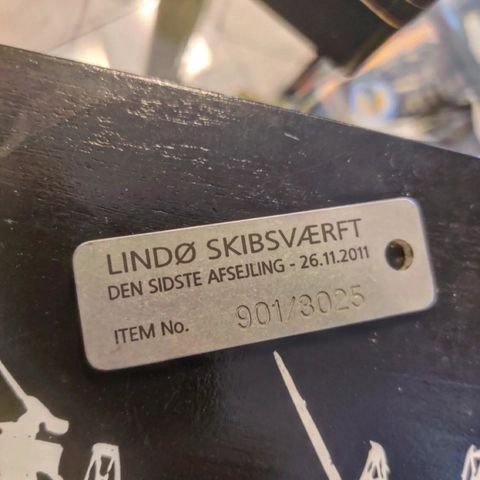 LINDØ SKIBSVÆRFT
DEN SIDSTE AFSEJLING - 26.11.2011
ITEM No. 901/3025